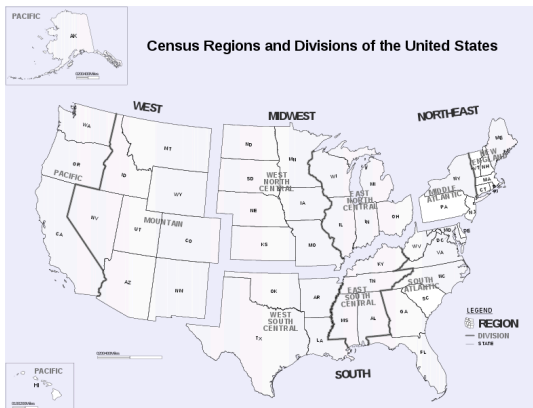 PACIFIC
AK
Census Regions and Divisions of the United States
WEST
MIDWEST
NORTHEAST
WA
MT
ND
MN
ME
OR
ID
SD
WI
MI
NY
VT NH
NEW
ENGLAND
MA
CT
PACIFIC
WY
WEST
NORTH
CENTRAL
EAST
NORTH
CENTRAL
MIDDLE
ATLANTIC
PA
NJ
NV
UT
MOUNTAIN
CO
NE
IA
IL
IN
OH
CA
KS
MO
WV
MD
DE
DC
VA
KY
AZ
NM
OK
AR
TN
NC
SOUTH
ATLANTIC
SC
EAST
SOUTH
CENTRAL
MS
AL
GA
WEST
SOUTH
CENTRAL
TX
LA
FL
SOUTH
LEGEND
REGION
DIVISION
STATE
PACIFIC
HI